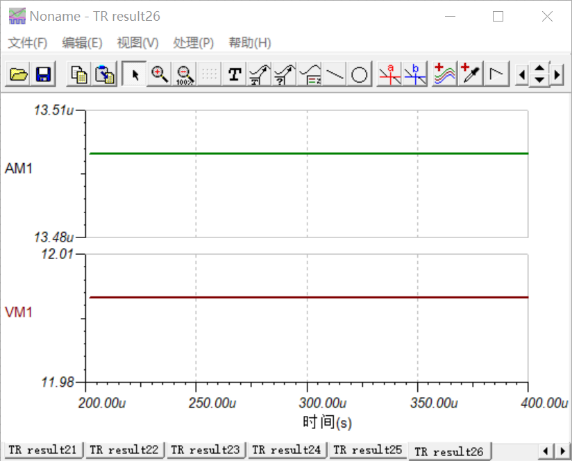 Noname - TR result26
文件(F) 编辑(E) 视图(V) 处理(P) 帮助(H)
100% T a b
13.51u
AM1
13.48u
12.01
VM1
11.98
200.00u 250.00u 300.00u 350.00u 400.00u
时间(s)
TR result21 TR result22 TR result23 TR result24 TR result25 TR result26